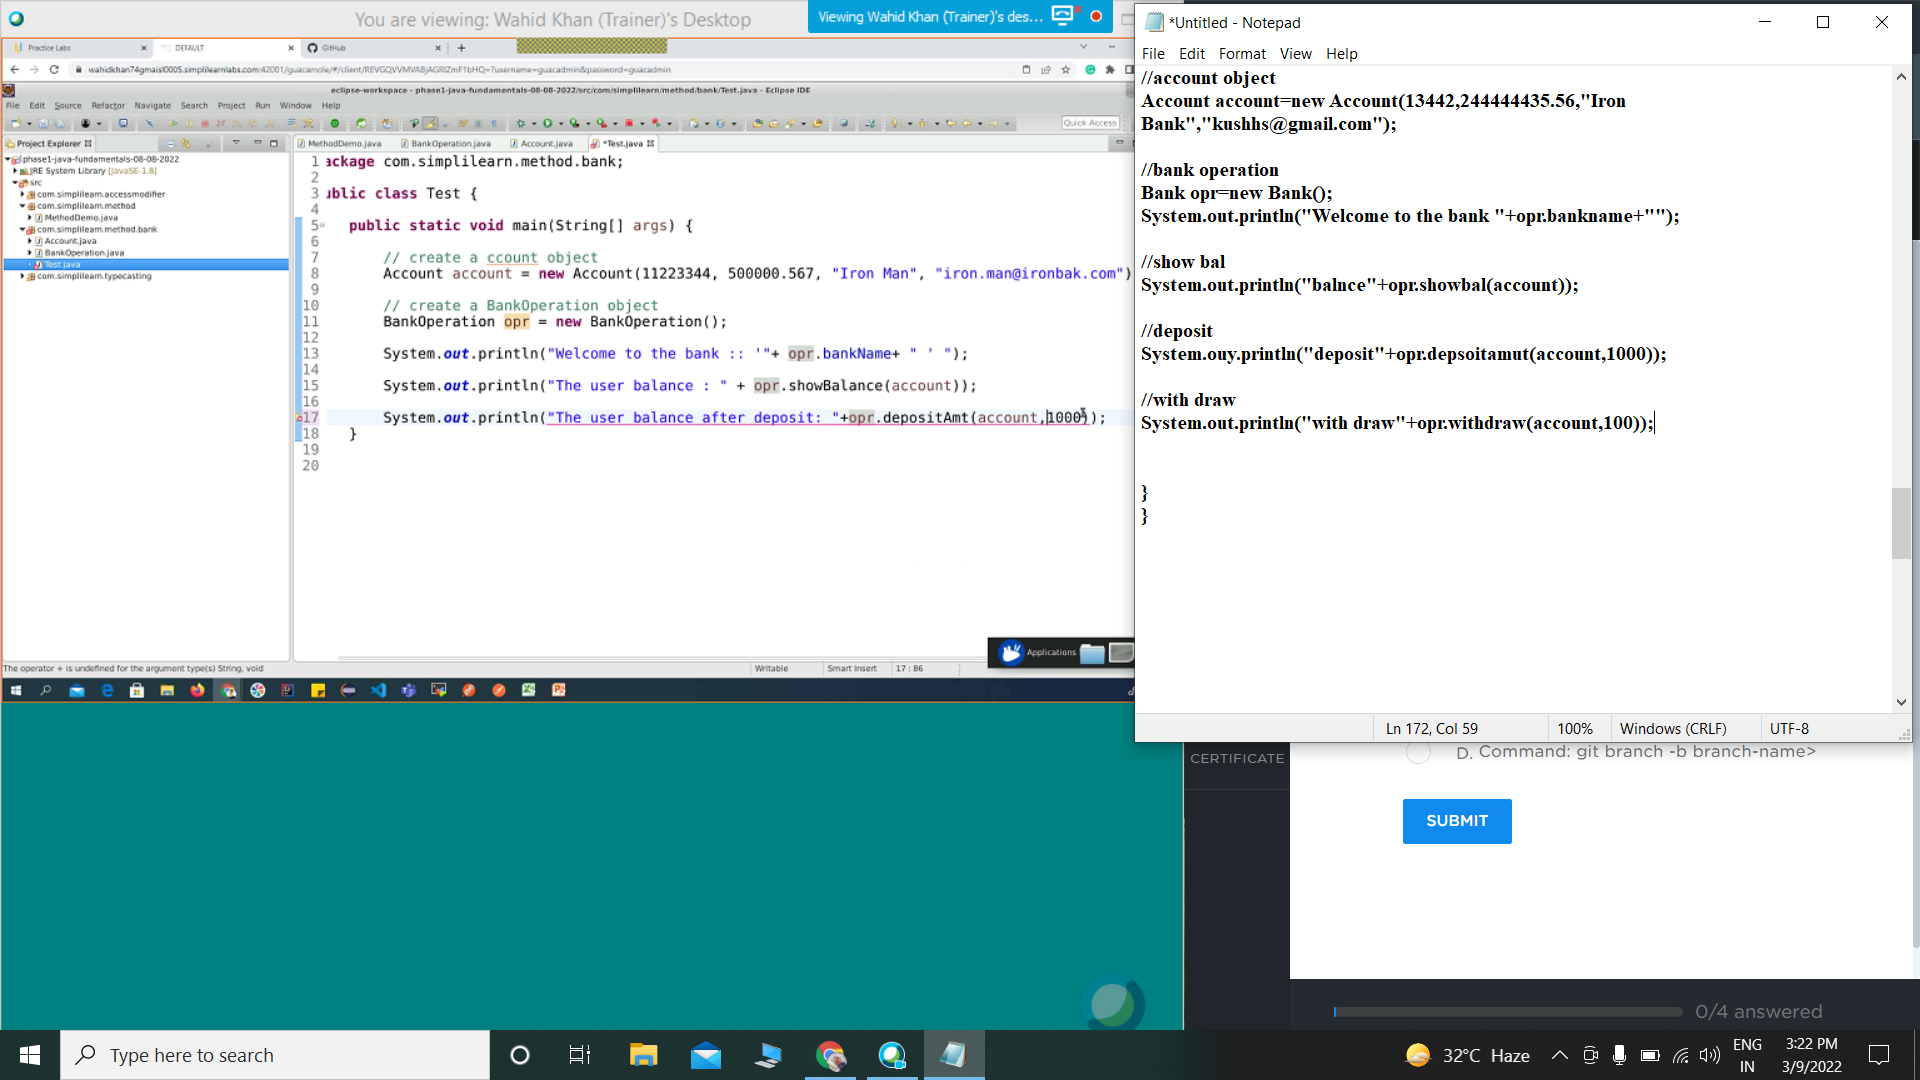 You are viewing: Wahid Khan (Trainer)'s Desktop
Viewing Wahid Khan (Trainer)'s des...
Practice Labs
DEFAULT
GitHub
wahidkhan74gmaisl0005.simplilearnlabs.com:42001/guacamole/#/client/REVGQVVMVABjAGRlZmF1bHQ=?username=guacadmin&password=guacadmin
eclipse-workspace - phase1-java-fundamentals-08-08-2022/src/com/simplilearn/method/bank/Test.java - Eclipse IDE
File Edit Source Refactor Navigate Search Project Run Window Help
Quick Access
Project Explorer
phase1-java-fundamentals-08-08-2022
JRE System Library [JavaSE-1.8]
src
com.simplilearn.accessmodifier
com.simplilearn.method
MethodDemo.java
com.simplilearn.method.bank
Account.java
BankOperation.java
Test.java
com.simplilearn.typecasting
MethodDemo.java
BankOperation.java
Account.java
*Test.java
1 ackage com.simplilearn.method.bank;
2
3 ublic class Test {
4
5 public static void main(String[] args) {
6
7 // create a ccount object
8 Account account = new Account(11223344, 500000.567, "Iron Man", "iron.man@ironbak.com")
9
10 // create a BankOperation object
11 BankOperation opr = new BankOperation();
12
13 System.out.println("Welcome to the bank :: '"+ opr.bankName+ " ' ");
14
15 System.out.println("The user balance : " + opr.showBalance(account));
16
17 System.out.println("The user balance after deposit: "+opr.depositAmt(account,1000));
18 }
19
20
Applications
The operator + is undefined for the argument type(s) String, void
Writable
Smart Insert
17 : 86
*Untitled - Notepad
File Edit Format View Help
//account object
Account account=new Account(13442,244444435.56,"Iron
Bank","kushhs@gmail.com");
//bank operation
Bank opr=new Bank();
System.out.println("Welcome to the bank "+opr.bankname+"");
//show bal
System.out.println("balnce"+opr.showbal(account));
//deposit
System.ouy.println("deposit"+opr.depsoitamut(account,1000));
//with draw
System.out.println("with draw"+opr.withdraw(account,100));
}
}
Ln 172, Col 59
100%
Windows (CRLF)
UTF-8
CERTIFICATE
D. Command: git branch -b branch-name>
SUBMIT
0/4 answered
Type here to search
32°C Haze
ENG
IN
3:22 PM
3/9/2022